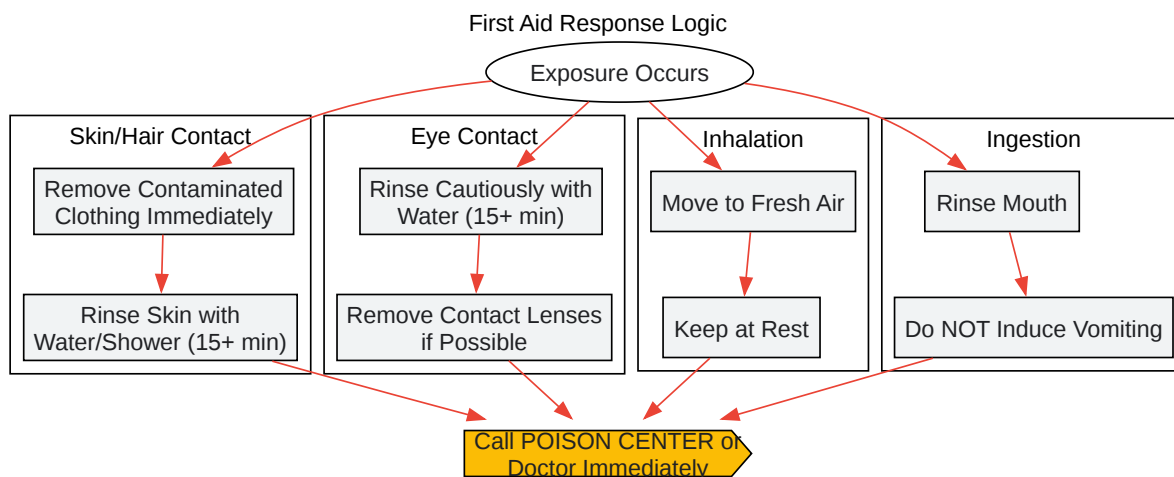 First Aid Response Logic
Exposure Occurs
Skin/Hair Contact
Remove Contaminated
Clothing Immediately
Rinse Skin with
Water/Shower (15+ min)
Eye Contact
Rinse Cautiously with
Water (15+ min)
Remove Contact Lenses
if Possible
Inhalation
Move to Fresh Air
Keep at Rest
Ingestion
Rinse Mouth
Do NOT Induce Vomiting
Call POISON CENTER or
Doctor Immediately